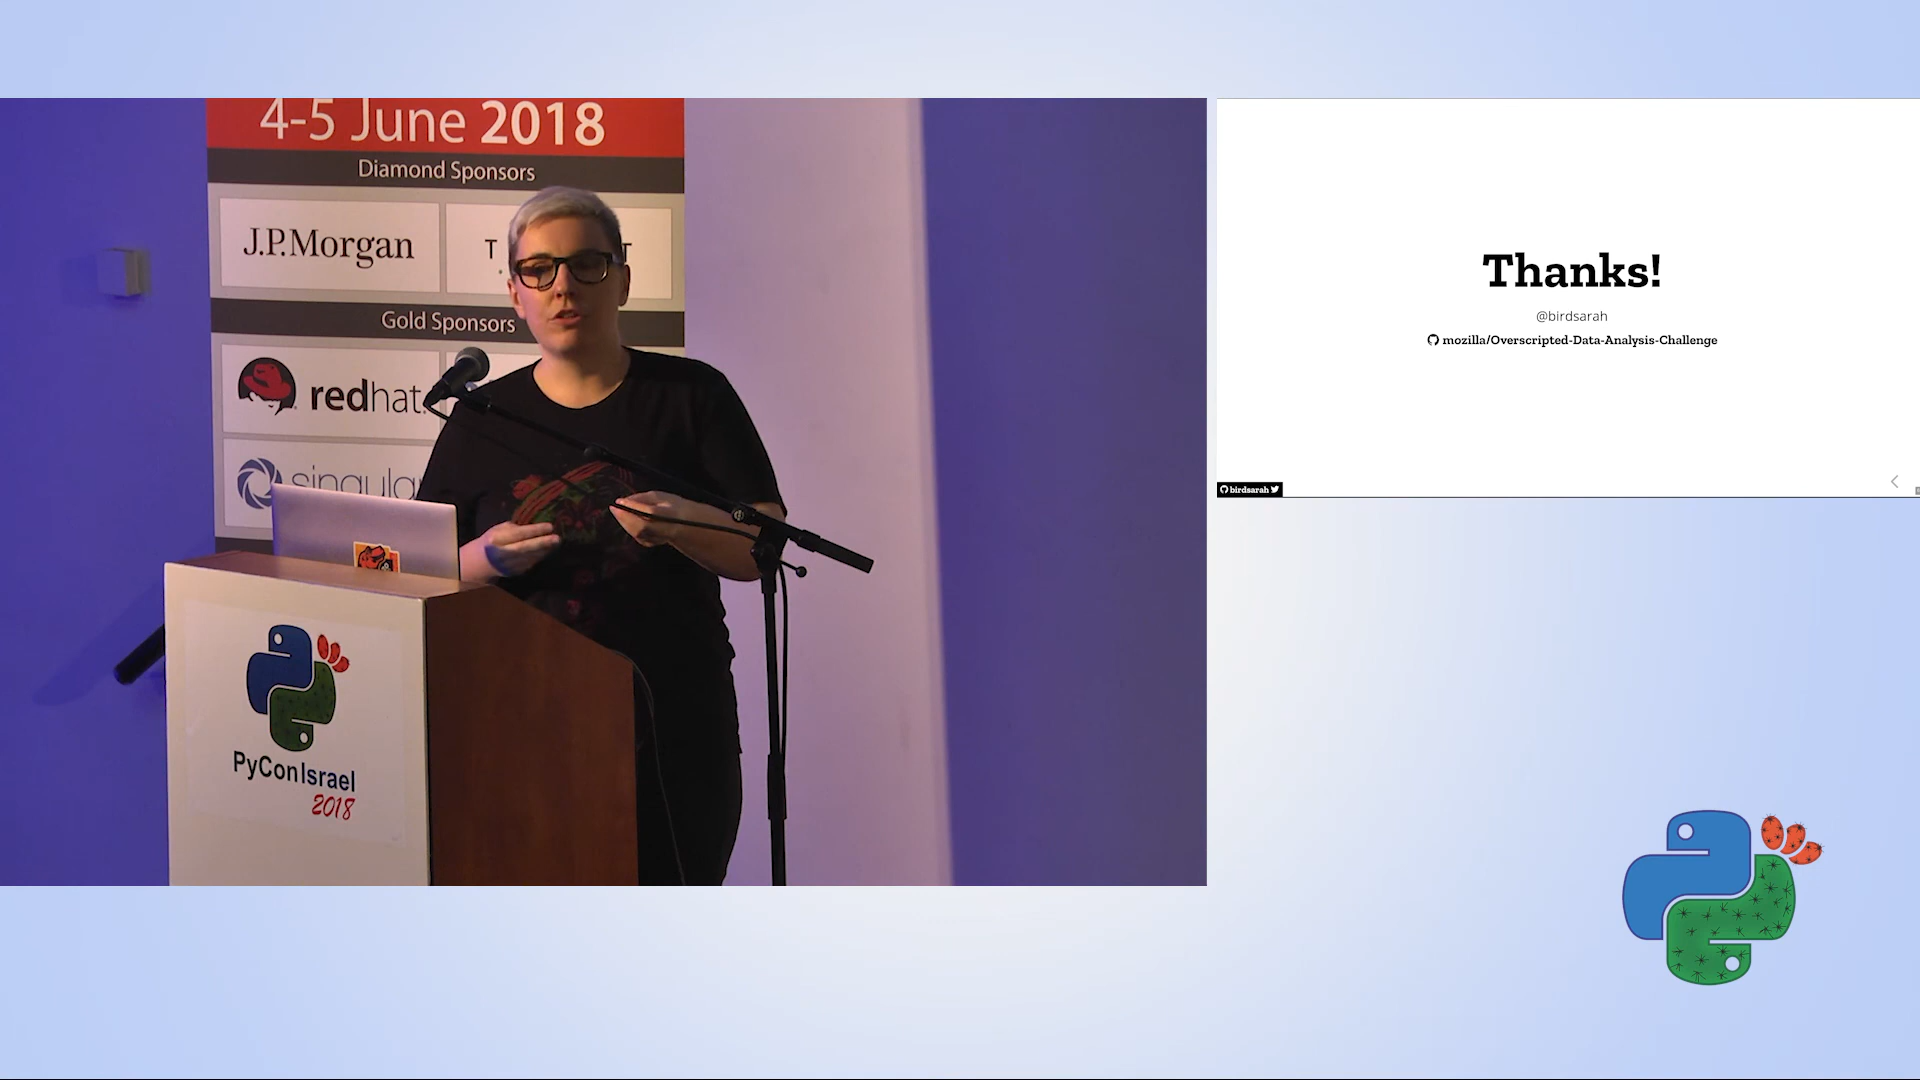 4-5 June 2018
Diamond Sponsors
J.P.Morgan
Gold Sponsors
redhat.
PyConIsrael
2018
Thanks!
@birdsarah
mozilla/Overscripted-Data-Analysis-Challenge
birdsarah